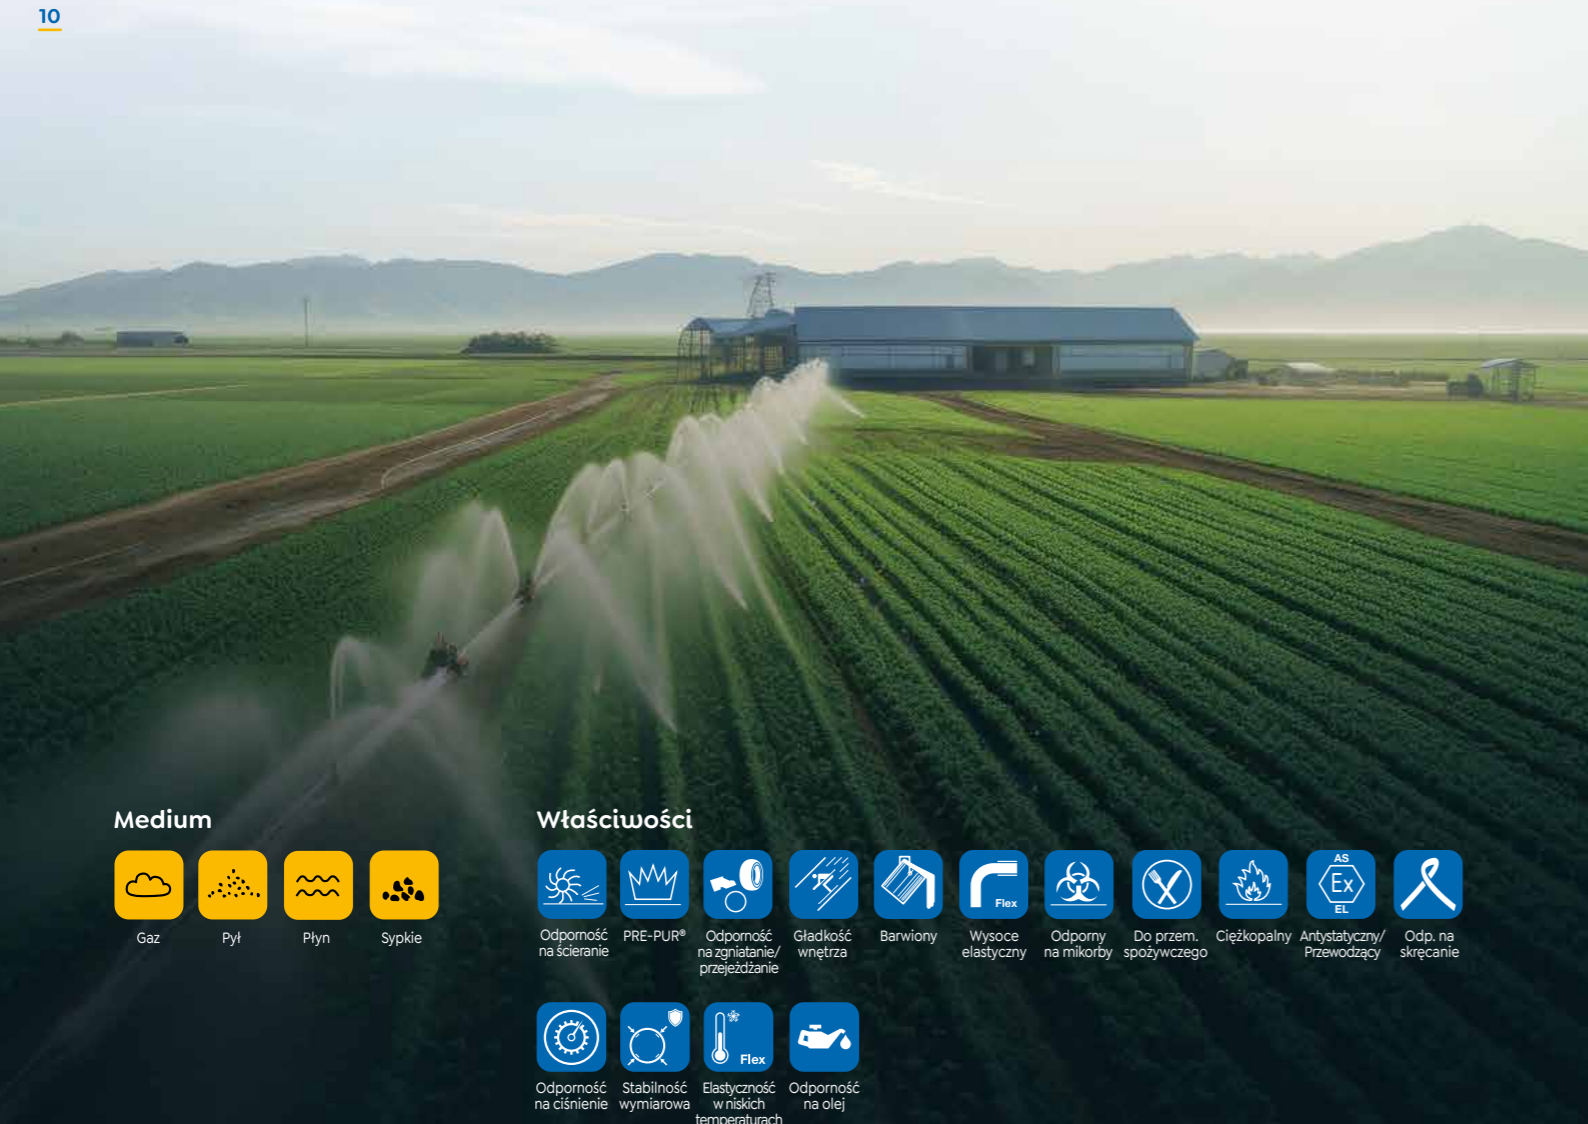 10
Medium
Gaz
Pył
Płyn
Sypkie
Właściwości
Flex
AS
Ex
EL
Odporność
na ścieranie
PRE-PUR®
Odporność
na zgniatanie/
przejeżdżanie
Gładkość
wnętrza
Barwiony
Wysoce
elastyczny
Odporny
na mikorby
Do przem.
spożywczego
Ciężkopalny
Antystatyczny/
Przewodzący
Odp. na
skręcanie
Flex
Odporność
na ciśnienie
Stabilność
wymiarowa
Elastyczność
w niskich
temperaturach
Odporność
na olej